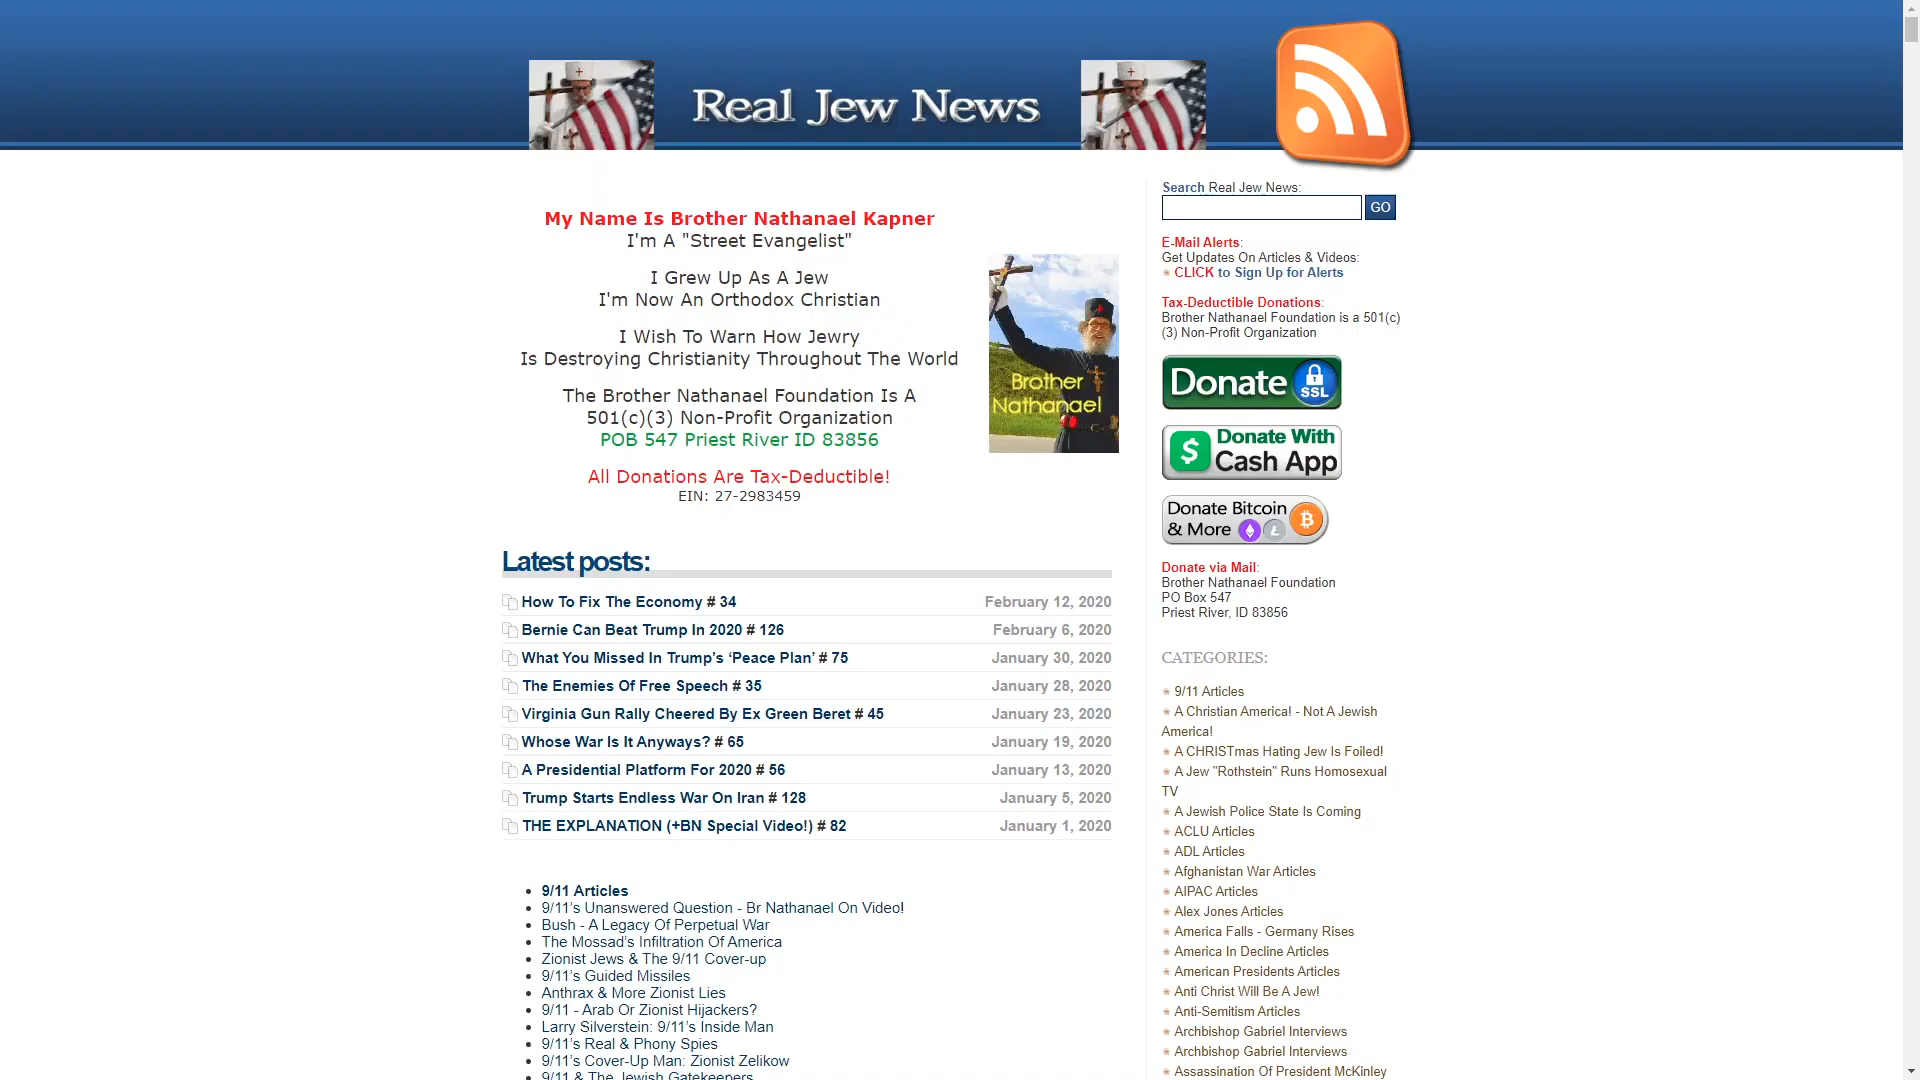 Real Jew News
My Name Is Brother Nathanael Kapner
I'm A "Street Evangelist"
I Grew Up As A Jew
I'm Now An Orthodox Christian
I Wish To Warn How Jewry
Is Destroying Christianity Throughout The World
The Brother Nathanael Foundation Is A
501(c)(3) Non-Profit Organization
POB 547 Priest River ID 83856
All Donations Are Tax-Deductible!
EIN: 27-2983459
Brother
Nathanael
Latest posts:
How To Fix The Economy # 34 February 12, 2020
Bernie Can Beat Trump In 2020 # 126 February 6, 2020
What You Missed In Trump’s ‘Peace Plan’ # 75 January 30, 2020
The Enemies Of Free Speech # 35 January 28, 2020
Virginia Gun Rally Cheered By Ex Green Beret # 45 January 23, 2020
Whose War Is It Anyways? # 65 January 19, 2020
A Presidential Platform For 2020 # 56 January 13, 2020
Trump Starts Endless War On Iran # 128 January 5, 2020
THE EXPLANATION (+BN Special Video!) # 82 January 1, 2020
9/11 Articles
9/11’s Unanswered Question - Br Nathanael On Video!
Bush - A Legacy Of Perpetual War
The Mossad’s Infiltration Of America
Zionist Jews & The 9/11 Cover-up
9/11’s Guided Missiles
Anthrax & More Zionist Lies
9/11 - Arab Or Zionist Hijackers?
Larry Silverstein: 9/11’s Inside Man
9/11’s Real & Phony Spies
9/11’s Cover-Up Man: Zionist Zelikow
9/11 & The Jewish Gatekeepers
Search Real Jew News:
GO
E-Mail Alerts:
Get Updates On Articles & Videos:
CLICK to Sign Up for Alerts
Tax-Deductible Donations:
Brother Nathanael Foundation is a 501(c)
(3) Non-Profit Organization
Donate SSL
Donate With
$ Cash App
Donate Bitcoin
& More
Donate via Mail:
Brother Nathanael Foundation
PO Box 547
Priest River, ID 83856
CATEGORIES:
9/11 Articles
A Christian America! - Not A Jewish
America!
A CHRISTmas Hating Jew Is Foiled!
A Jew "Rothstein" Runs Homosexual
TV
A Jewish Police State Is Coming
ACLU Articles
ADL Articles
Afghanistan War Articles
AIPAC Articles
Alex Jones Articles
America Falls - Germany Rises
America In Decline Articles
American Presidents Articles
Anti Christ Will Be A Jew!
Anti-Semitism Articles
Archbishop Gabriel Interviews
Archbishop Gabriel Interviews
Assassination Of President McKinley